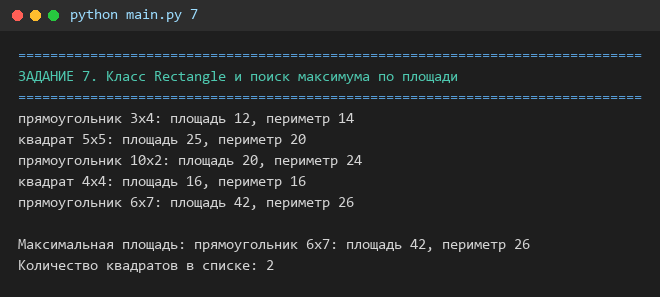 python main.py 7
==============================================================================
ЗАДАНИЕ 7. Класс Rectangle и поиск максимума по площади
==============================================================================
прямоугольник 3x4: площадь 12, периметр 14
квадрат 5x5: площадь 25, периметр 20
прямоугольник 10x2: площадь 20, периметр 24
квадрат 4x4: площадь 16, периметр 16
прямоугольник 6x7: площадь 42, периметр 26
Максимальная площадь: прямоугольник 6x7: площадь 42, периметр 26
Количество квадратов в списке: 2